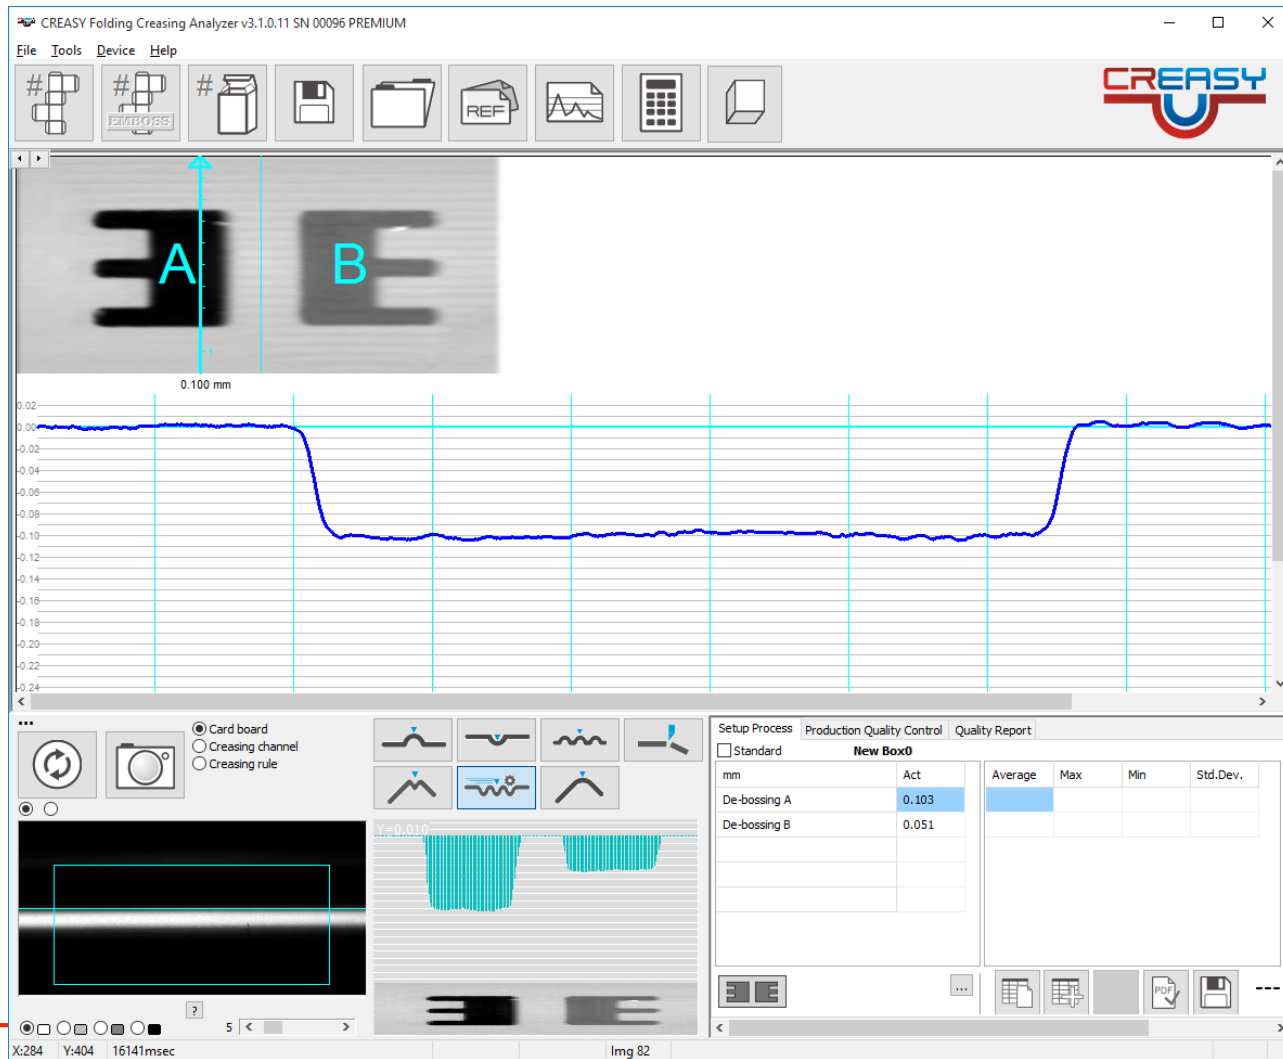 CREASY Folding Creasing Analyzer v3.1.0.11 SN 00096 PREMIUM
File Tools Device Help
# # EMBOSS # REF
CREASY
A B
1
0.100 mm
0.02
0.00
-0.02
-0.04
-0.06
-0.08
-0.10
-0.12
-0.14
-0.16
-0.18
-0.20
-0.22
-0.24
Card board
Creasing channel
Creasing rule
Y=0.010
Setup Process Production Quality Control Quality Report
Standard New Box0
mm Act Average Max Min Std.Dev.
De-bossing A 0.103
De-bossing B 0.051
... PDF ---
? 
5
X:284 Y:404 16141msec Img 82